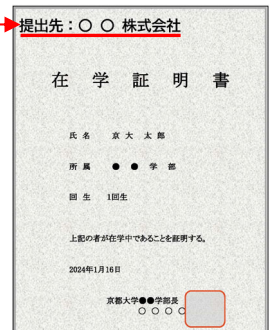 提出先：○ ○ 株式会社
在 学 証 明 書
氏 名 京 大 太 郎
所 属 ● ● 学 部
回 生 1回生
上記の者が在学中であることを証明する。
2024年1月16日
京都大学●●学部長
○ ○ ○ ○